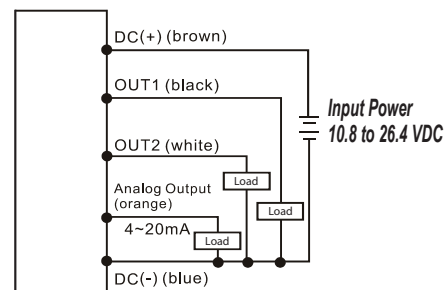 DC(+) (brown)
OUT1 (black)
Input Power
10.8 to 26.4 VDC
OUT2 (white)
Load
Analog Output
(orange)
Load
4~20mA
Load
DC(-) (blue)